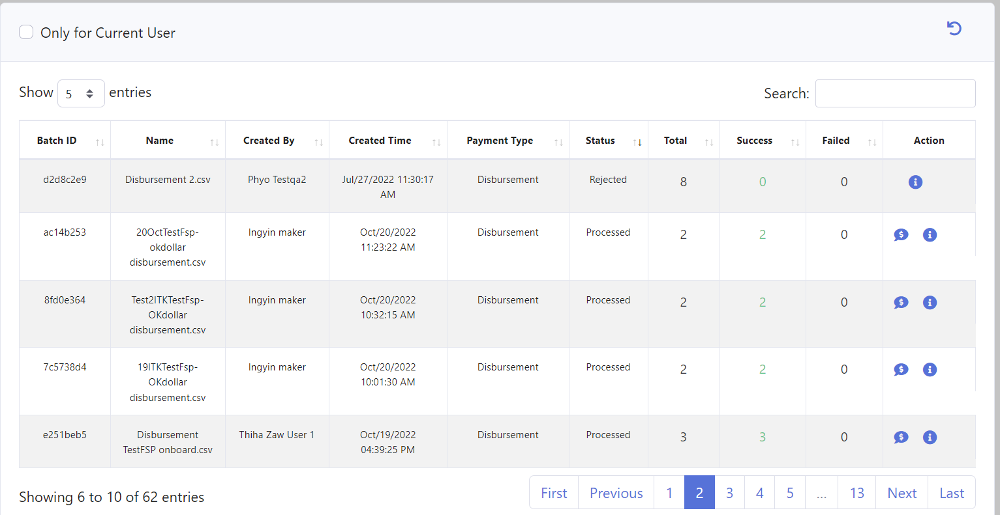 Only for Current User
Show 5 entries
Search:
Batch ID Name Created By Created Time Payment Type Status Total Success Failed Action
d2d8c2e9 Disbursement 2.csv Phyo Testqa2 Jul/27/2022 11:30:17 Disbursement Rejected 8 0 0
AM
ac14b253 20OctTestFsp- Ingyin maker Oct/20/2022 Disbursement Processed 2 2 0
okdollar 11:23:22 AM
disbursement.csv
8fd0e364 Test2ITKTestFsp- Ingyin maker Oct/20/2022 Disbursement Processed 2 2 0
OKdollar 10:32:15 AM
disbursement.csv
7c5738d4 19ITKTestFsp- Ingyin maker Oct/20/2022 Disbursement Processed 2 2 0
OKdollar 10:01:30 AM
disbursement.csv
e251beb5 Disbursement Thiha Zaw User 1 Oct/19/2022 Disbursement Processed 3 3 0
TestFSP onboard.csv 04:39:25 PM
Showing 6 to 10 of 62 entries
First Previous 1 2 3 4 5 ... 13 Next Last